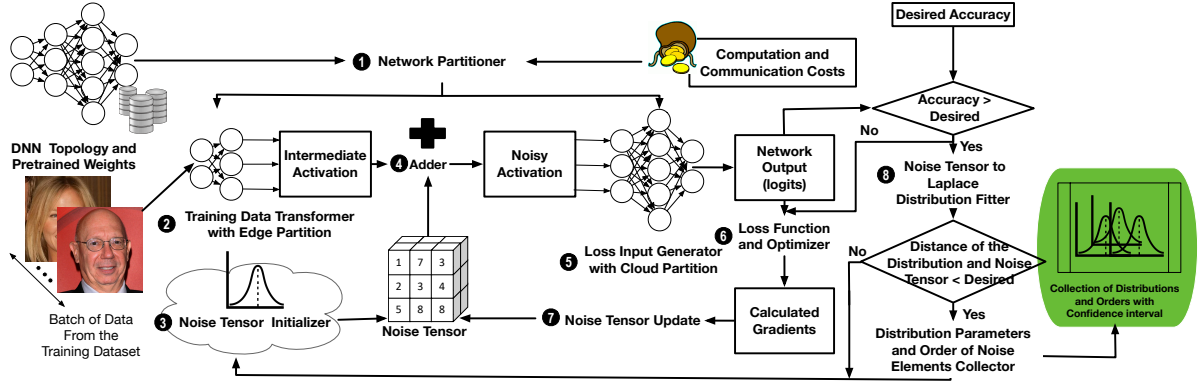 Desired Accuracy
1 Network Partitioner
Computation and
Communication Costs
Accuracy >
Desired
No
Yes
DNN Topology and
Pretrained Weights
Intermediate
Activation
4 Adder
Noisy
Activation
Network
Output
(logits)
8 Noise Tensor to
Laplace
Distribution Fitter
2 Training Data Transformer
with Edge Partition
6 Loss Function
and Optimizer
5 Loss Input Generator
with Cloud Partition
No
Distance of the
Distribution and Noise
Tensor < Desired
Yes
Collection of Distributions
and Orders with
Confidence interval
1 7 3
2 3 4
5 8 8
Noise Tensor
3 Noise Tensor Initializer
7 Noise Tensor Update
Calculated
Gradients
Batch of Data
From the
Training Dataset
Distribution Parameters
and Order of Noise
Elements Collector